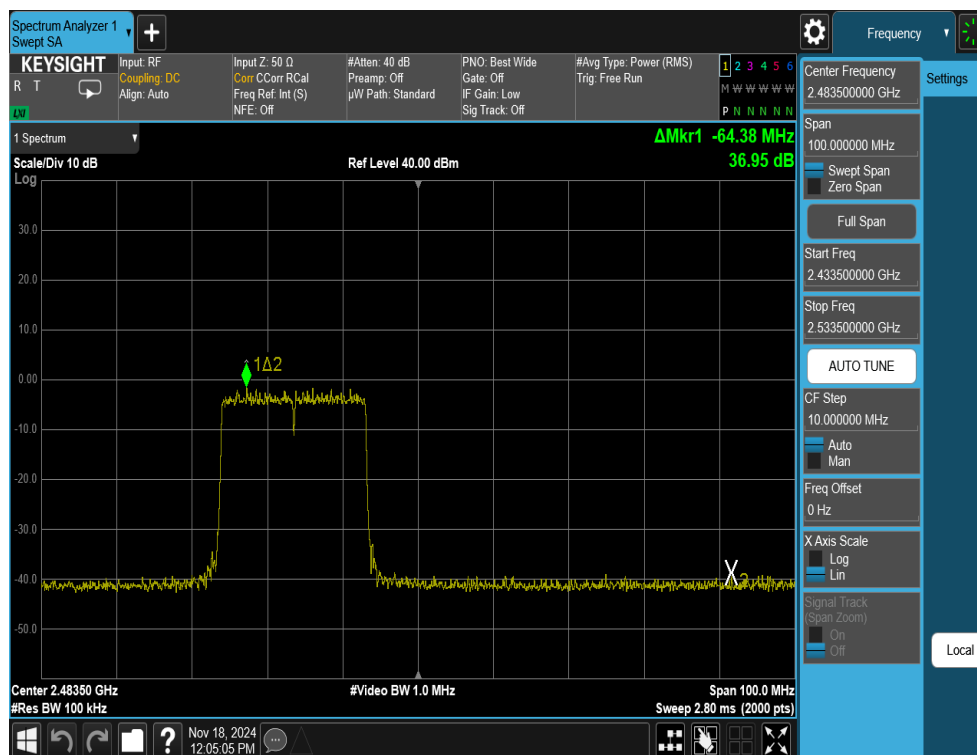 Spectrum Analyzer 1
Swept SA
Frequency
KEYSIGHT
R T
LXI
Input: RF
Coupling: DC
Align: Auto
Input Z: 50 Ω
Corr CCorr RCal
Freq Ref: Int (S)
NFE: Off
#Atten: 40 dB
Preamp: Off
µW Path: Standard
PNO: Best Wide
Gate: Off
IF Gain: Low
Sig Track: Off
#Avg Type: Power (RMS)
Trig: Free Run
1 2 3 4 5 6
M W W W W W
P N N N N N
1 Spectrum
Scale/Div 10 dB
Log
Ref Level 40.00 dBm
ΔMkr1 -64.38 MHz
36.95 dB
30.0
20.0
10.0
0.00
-10.0
-20.0
-30.0
-40.0
-50.0
1Δ2
X2
Center 2.48350 GHz
#Res BW 100 kHz
#Video BW 1.0 MHz
Span 100.0 MHz
Sweep 2.80 ms (2000 pts)
Center Frequency
2.483500000 GHz
Settings
Span
100.000000 MHz
Swept Span
Zero Span
Full Span
Start Freq
2.433500000 GHz
Stop Freq
2.533500000 GHz
AUTO TUNE
CF Step
10.000000 MHz
Auto
Man
Freq Offset
0 Hz
X Axis Scale
Log
Lin
Signal Track
(Span Zoom)
On
Off
Local
?
Nov 18, 2024
12:05:05 PM